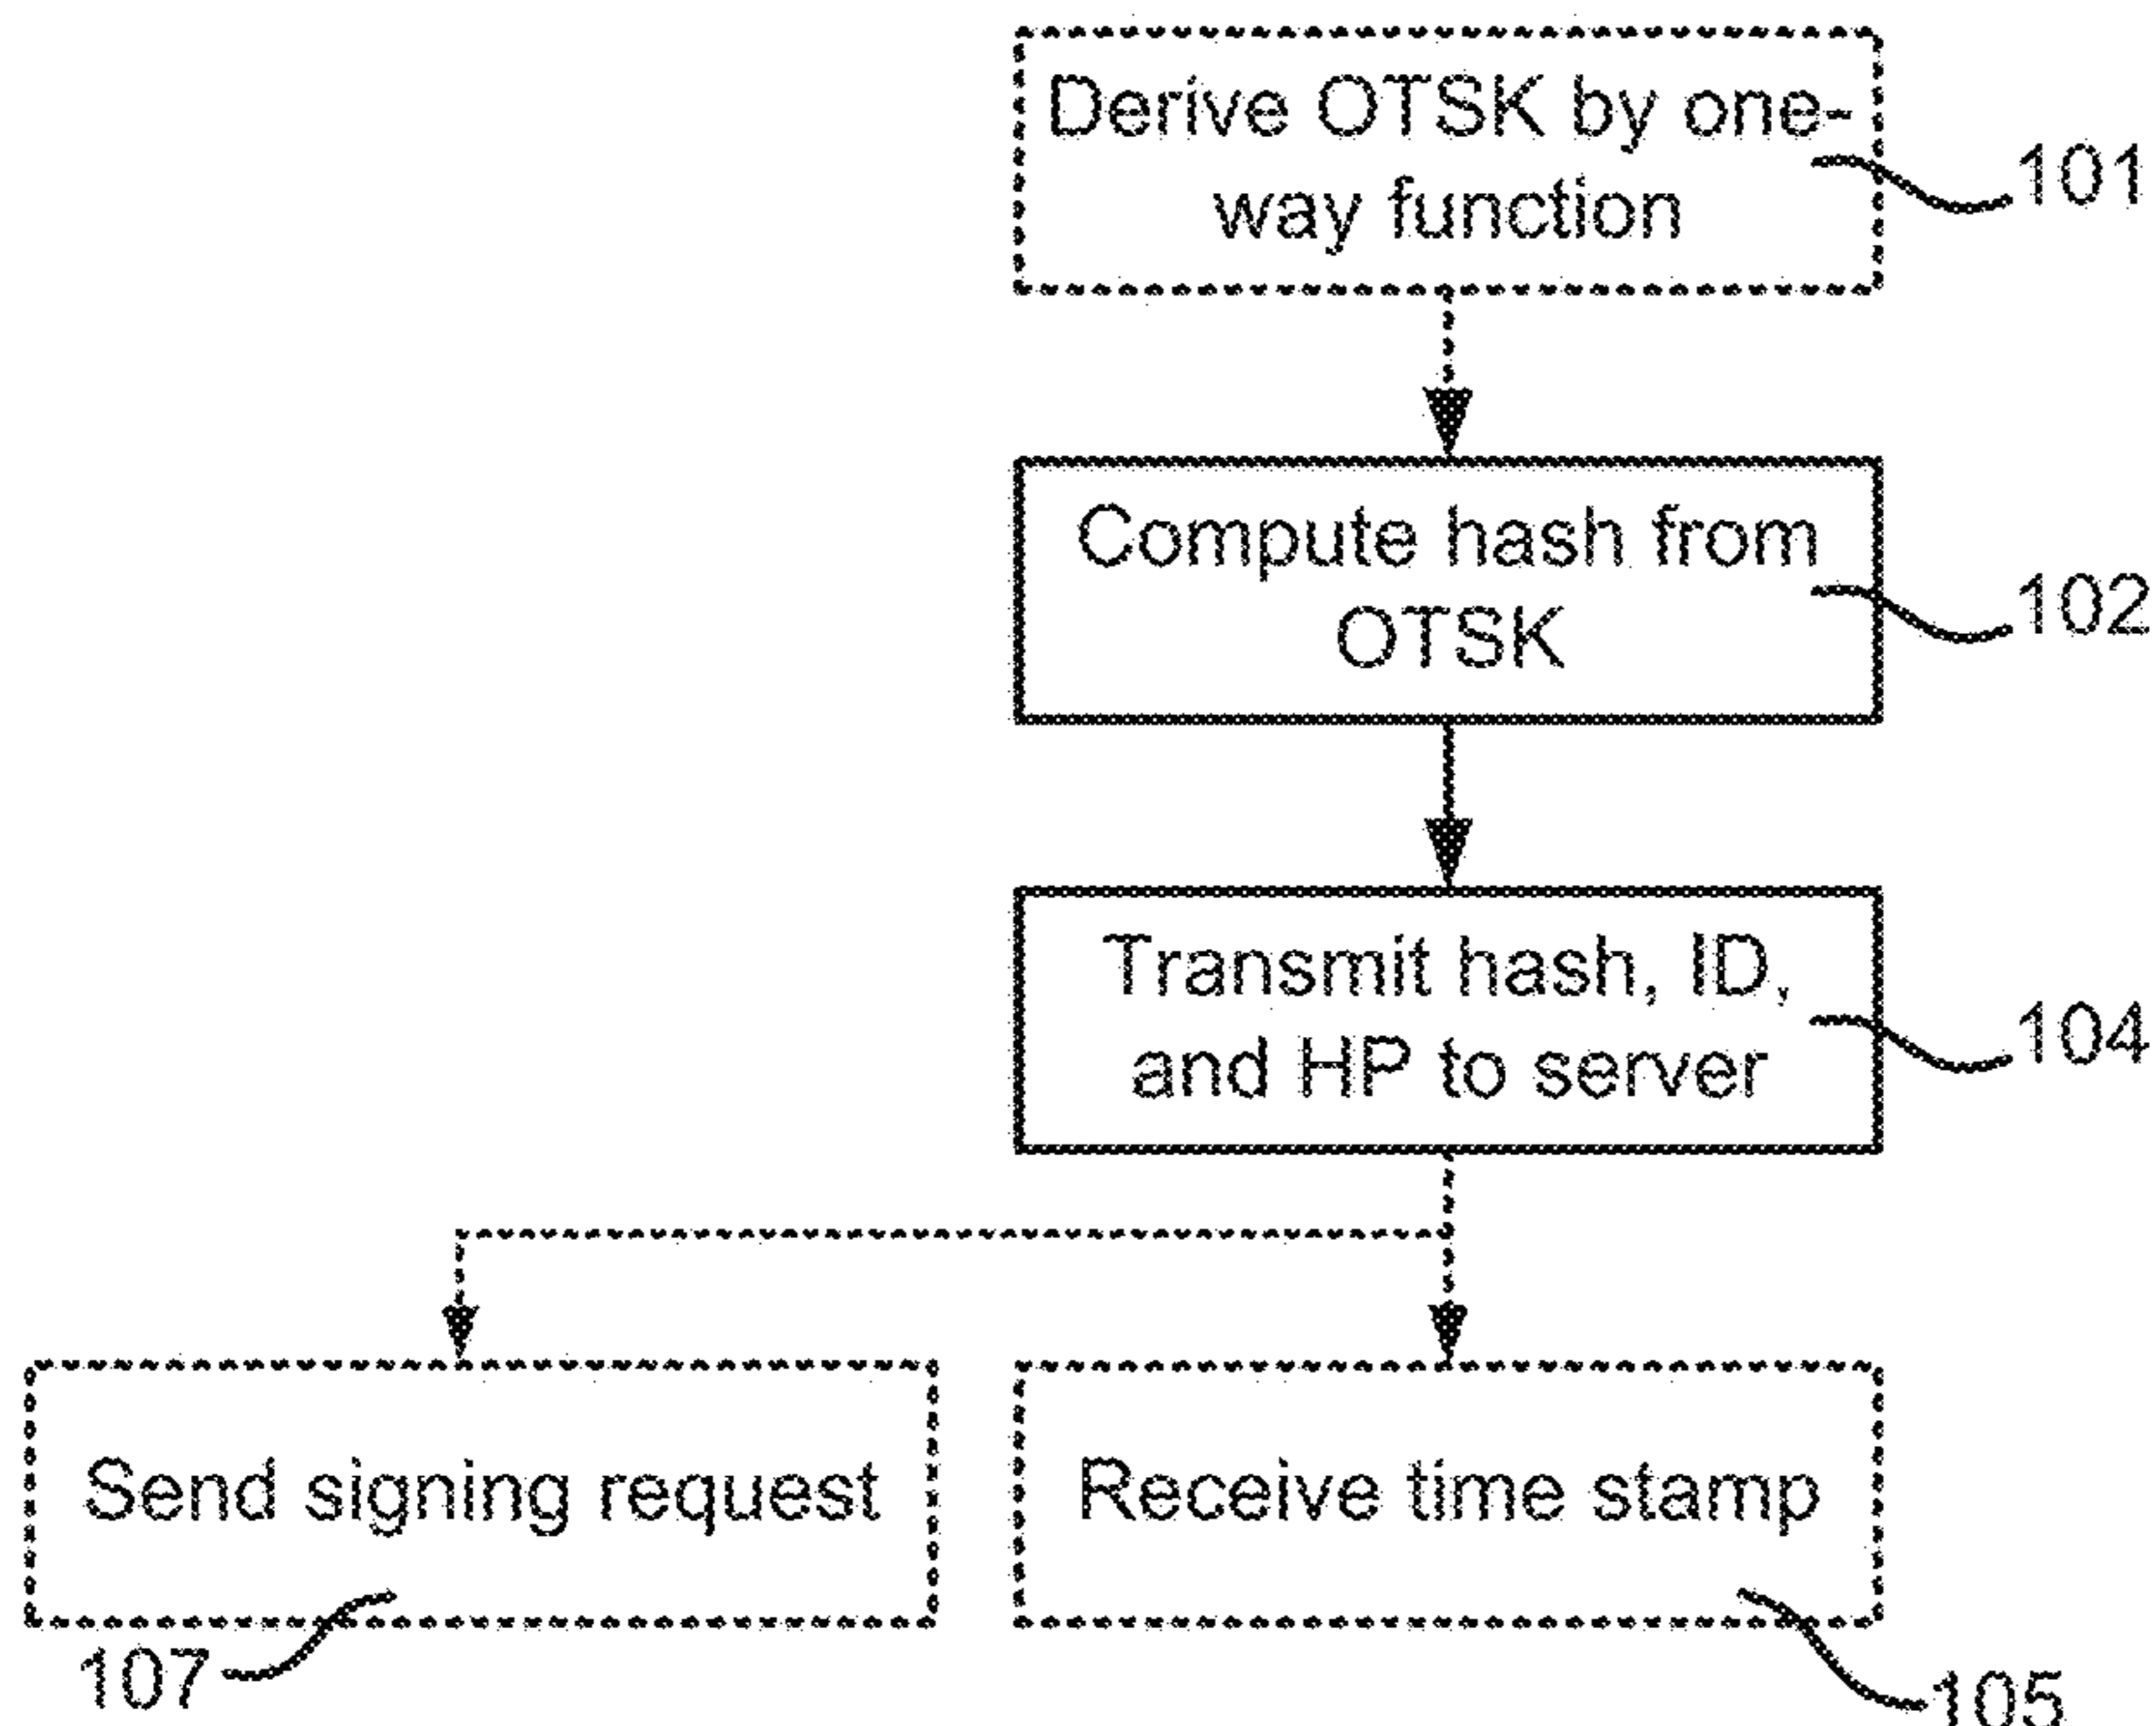 Derive OTSK by one-
way function
101
Compute hash from
OTSK
102
Transmit hash, ID,
and HP to server
104
Send signing request
107
Receive time stamp
105